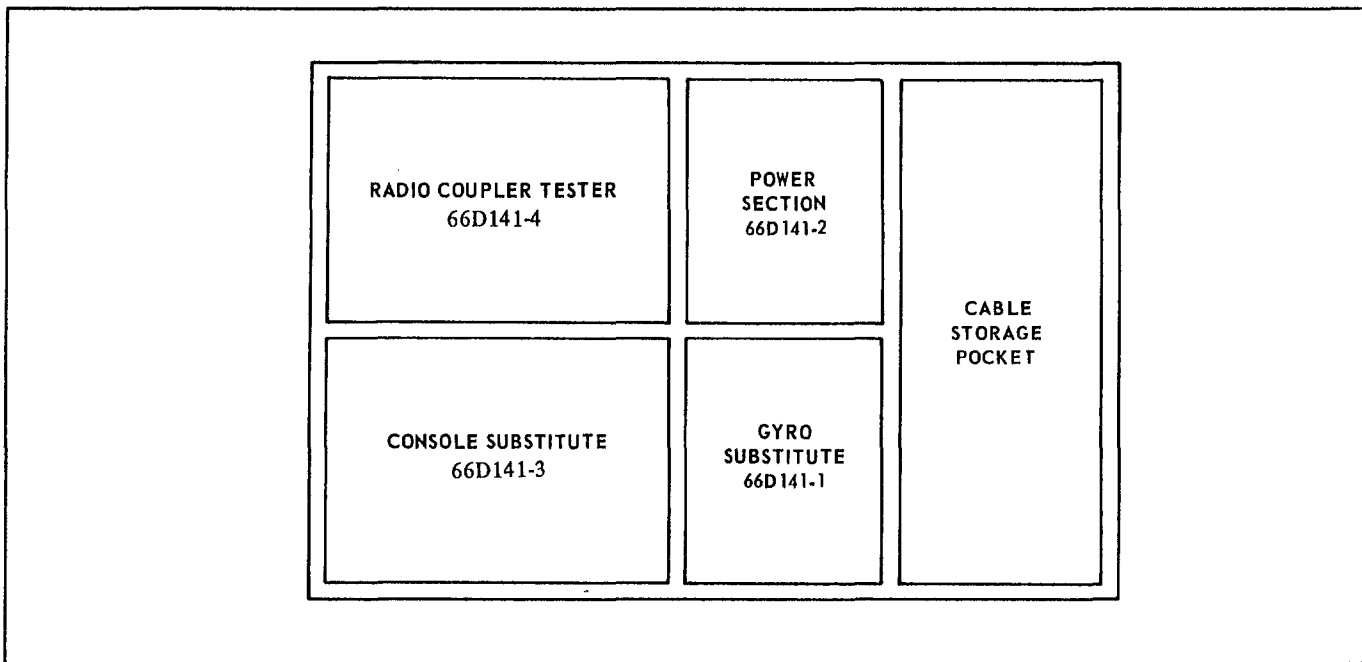 RADIO COUPLER TESTER
66D141-4
POWER
SECTION
66D141-2
CABLE
STORAGE
POCKET
CONSOLE SUBSTITUTE
66D141-3
GYRO
SUBSTITUTE
66D141-1